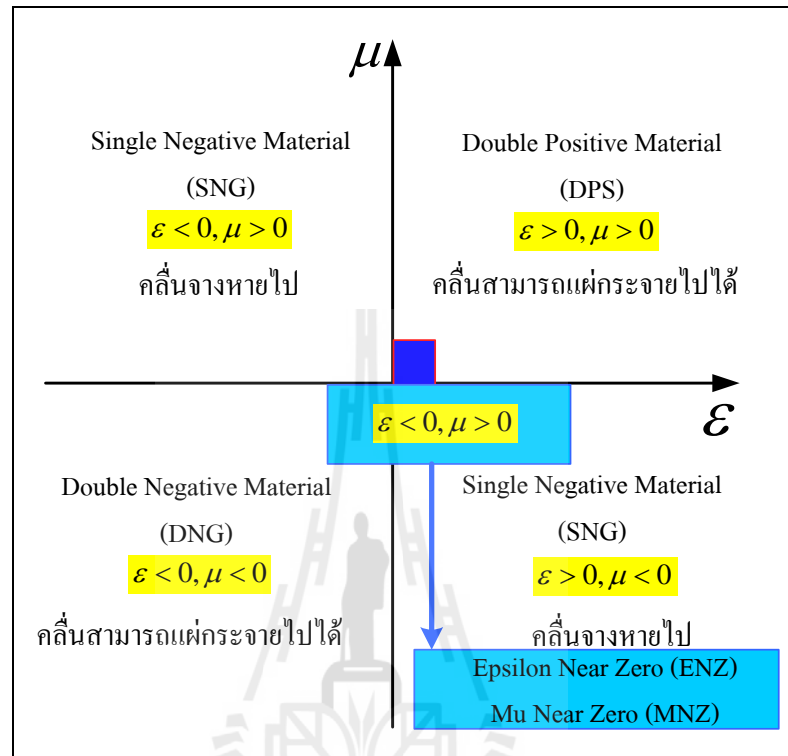 μ
Single Negative Material
(SNG)
ε < 0, μ > 0
คลื่นจางหายไป
Double Positive Material
(DPS)
ε > 0, μ > 0
คลื่นสามารถแผ่กระจายไปได้
ε
ε < 0, μ > 0
Double Negative Material
(DNG)
ε < 0, μ < 0
คลื่นสามารถแผ่กระจายไปได้
Single Negative Material
(SNG)
ε > 0, μ < 0
คลื่นจางหายไป
Epsilon Near Zero (ENZ)
Mu Near Zero (MNZ)